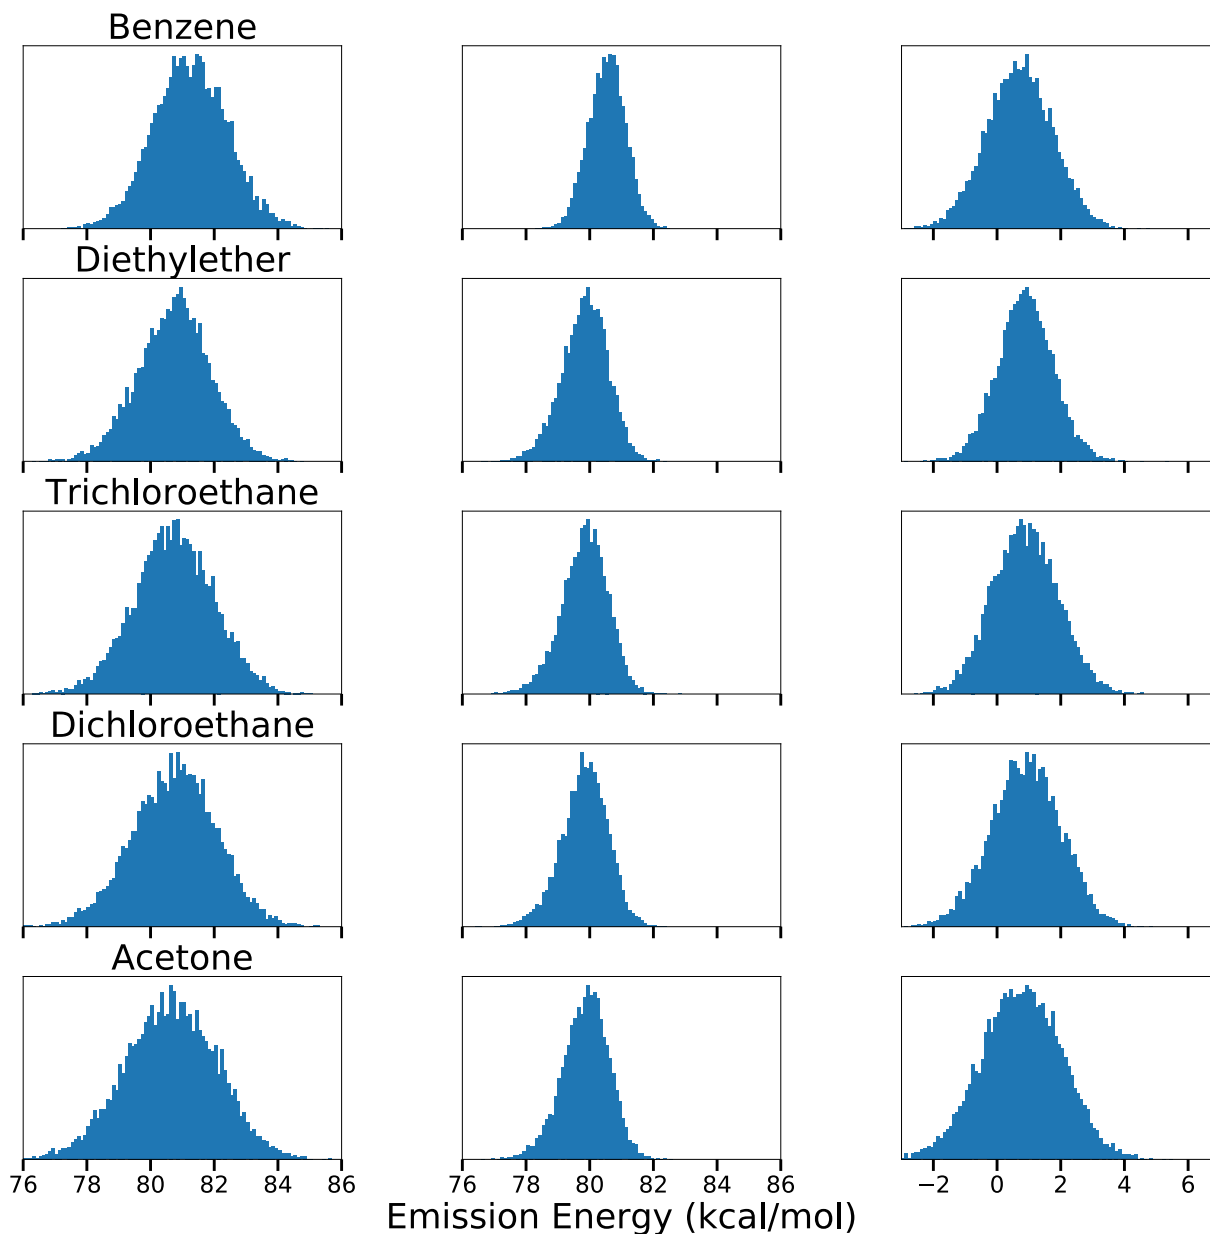 Benzene
Diethylether
Trichloroethane
Dichloroethane
Acetone
76 78 80 82 84 86 76 78 80 82 84 86 −2 0 2 4 6
Emission Energy (kcal/mol)